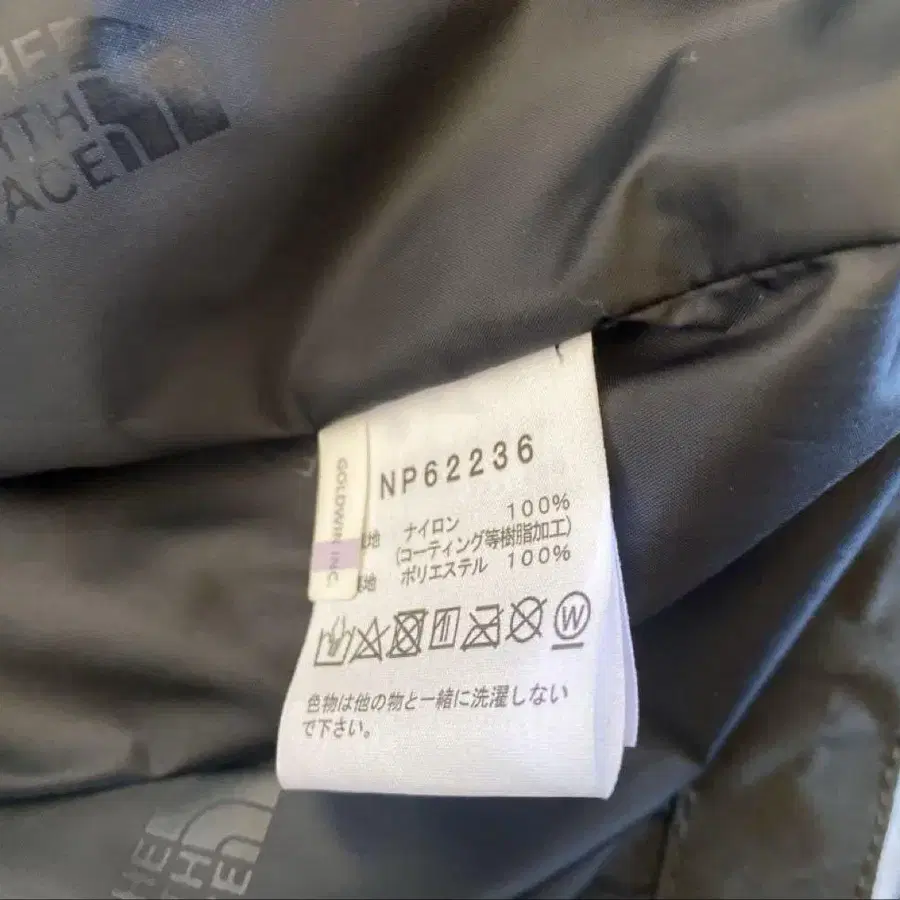 THE
NORTH
FACE
GOLDWIN INC.
NP62236
地 ナイロン 100%
(コーティング等樹脂加工)
地 ポリエステル 100%
W
色物は他の物と一緒に洗濯しない
で下さい。
THE
NORTH
FACE